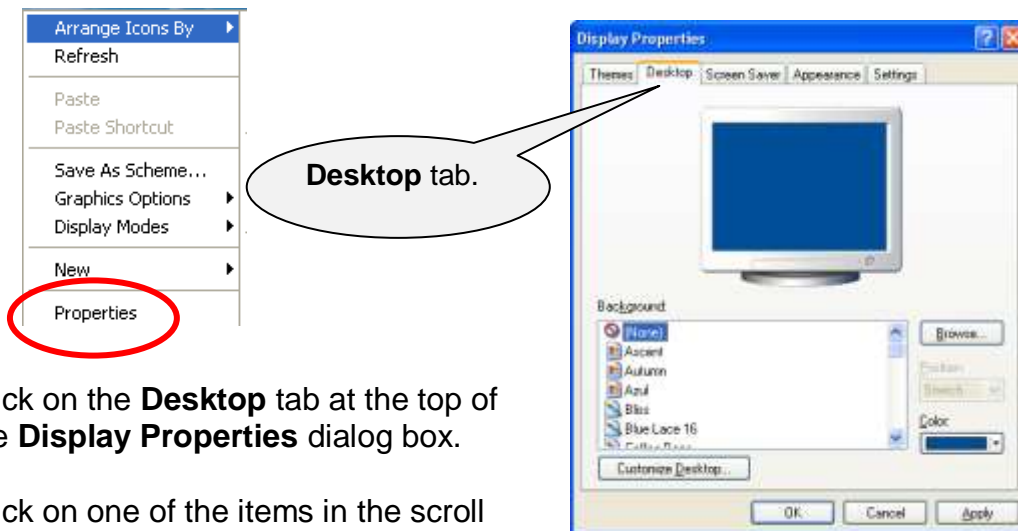 Arrange Icons By
Refresh
Paste
Paste Shortcut
Save As Scheme...
Graphics Options
Display Modes
New
Properties
Desktop tab.
Display Properties
Themes Desktop Screen Saver Appearance Settings
Background:
(None)
Ascent
Autumn
Azul
Bliss
Blue Lace 16
Browse...
Position:
Stretch
Color:
Customize Desktop...
OK Cancel Apply
ck on the Desktop tab at the top of
e Display Properties dialog box.
ck on one of the items in the scroll